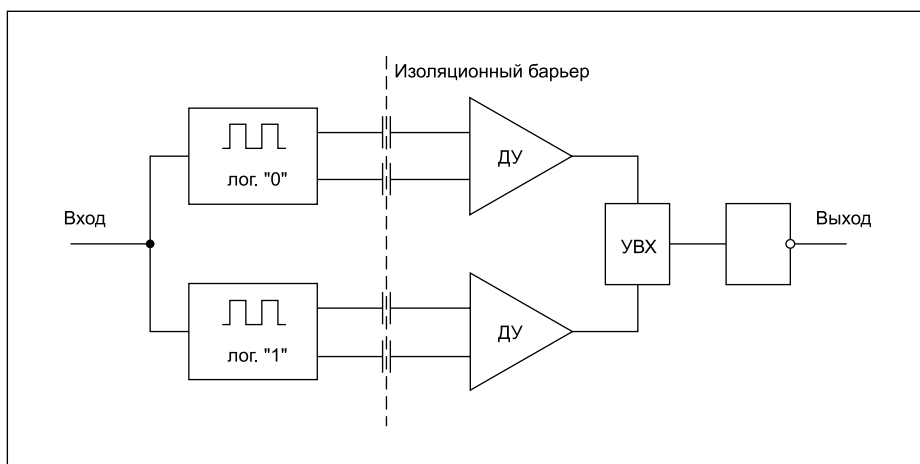 Изоляционный барьер
лог. "0"
ДУ
Вход
УВХ
Выход
лог. "1"
ДУ